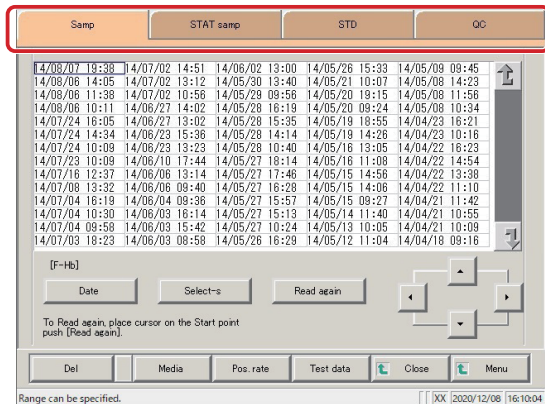 Samp STAT samp STD QC
14/08/07 19:38 14/07/02 14:51 14/06/02 13:00 14/05/26 15:33 14/05/09 09:45
14/08/06 14:05 14/07/02 13:12 14/05/30 13:40 14/05/21 10:07 14/05/08 14:23
14/08/06 11:38 14/07/02 10:56 14/05/29 09:56 14/05/20 19:15 14/05/08 11:56
14/08/06 10:11 14/06/27 14:02 14/05/28 16:19 14/05/20 09:24 14/05/08 10:34
14/07/24 16:05 14/06/27 13:02 14/05/28 15:35 14/05/19 18:55 14/04/23 16:21
14/07/24 14:34 14/06/23 15:36 14/05/28 14:14 14/05/19 14:26 14/04/23 10:16
14/07/24 10:09 14/06/23 13:23 14/05/28 10:40 14/05/16 13:05 14/04/22 16:23
14/07/23 10:09 14/06/10 17:44 14/05/27 18:14 14/05/16 11:08 14/04/22 14:54
14/07/16 12:37 14/06/06 13:14 14/05/27 17:46 14/05/15 14:56 14/04/22 13:38
14/07/08 13:32 14/06/06 09:40 14/05/27 16:28 14/05/15 14:06 14/04/22 11:10
14/07/04 16:19 14/06/04 09:36 14/05/27 15:57 14/05/15 09:27 14/04/21 11:42
14/07/04 10:30 14/06/03 16:14 14/05/27 15:13 14/05/14 11:40 14/04/21 10:55
14/07/04 09:58 14/06/03 15:42 14/05/27 10:24 14/05/13 10:05 14/04/21 10:09
14/07/03 18:23 14/06/03 08:58 14/05/26 16:29 14/05/12 11:04 14/04/18 09:16
[F-Hb]
Date Select-s Read again
To Read again, place cursor on the Start point
push [Read again].
Del Media Pos. rate Test data Close Menu
Range can be specified. XX 2020/12/08 16:10:04